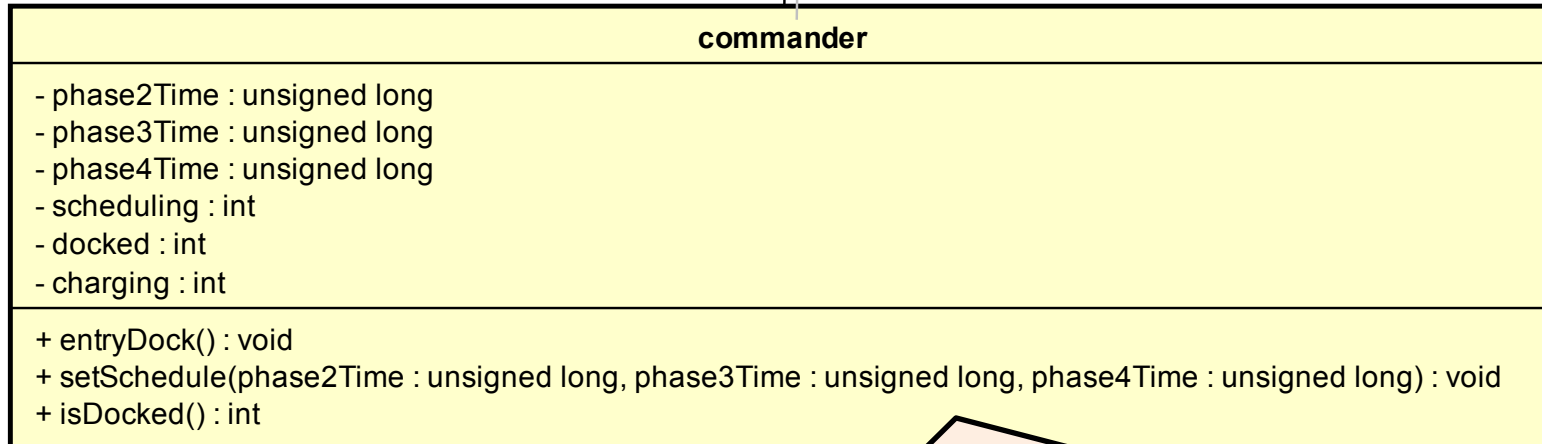 commander
- phase2Time : unsigned long
- phase3Time : unsigned long
- phase4Time : unsigned long
- scheduling : int
- docked : int
- charging : int
+ entryDock() : void
+ setSchedule(phase2Time : unsigned long, phase3Time : unsigned long, phase4Time : unsigned long) : void
+ isDocked() : int